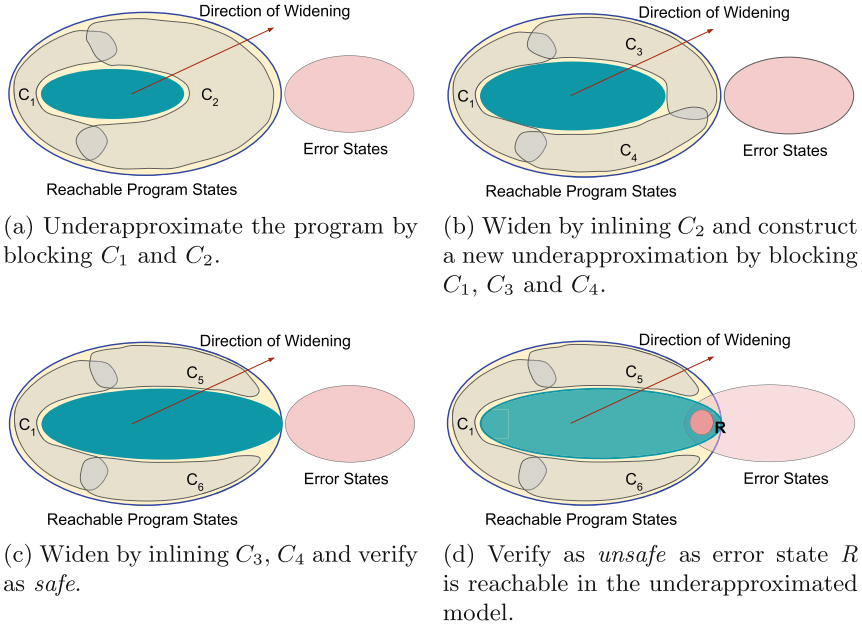 Direction of Widening
C1
C2
Error States
Reachable Program States
(a) Underapproximate the program by
blocking C1 and C2.
Direction of Widening
C3
C1
C4
Error States
Reachable Program States
(b) Widen by inlining C2 and construct
a new underapproximation by blocking
C1, C3 and C4.
Direction of Widening
C5
C1
C6
Error States
Reachable Program States
(c) Widen by inlining C3, C4 and verify
as safe.
Direction of Widening
C5
C1
R
C6
Error States
Reachable Program States
(d) Verify as unsafe as error state R
is reachable in the underapproximated
model.